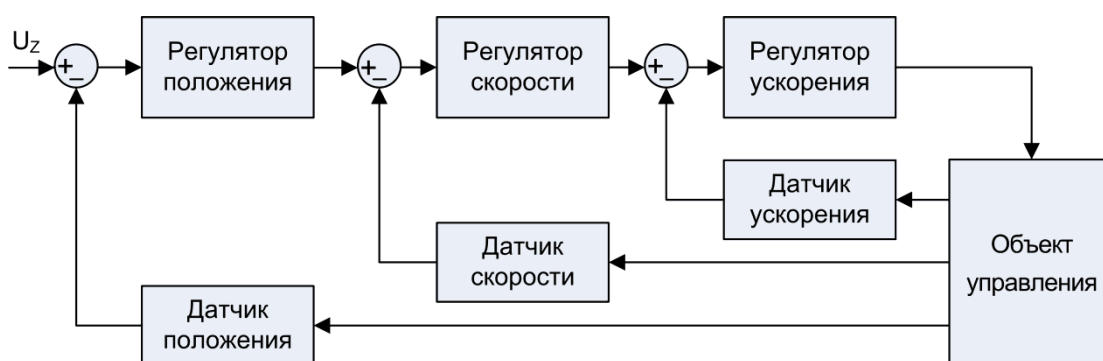 U_Z
+
−
Регулятор
положения
+
−
Регулятор
скорости
+
−
Регулятор
ускорения
Датчик
ускорения
Датчик
скорости
Датчик
положения
Объект
управления